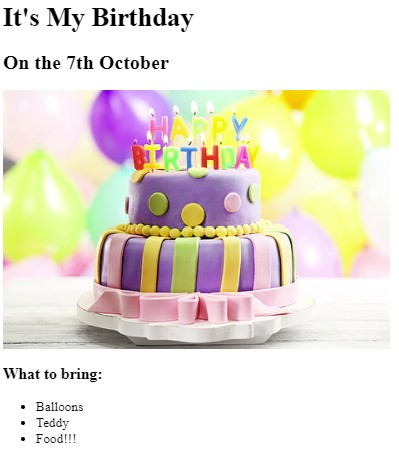 It's My Birthday
On the 7th October
HAPPY
BIRTHDAY
What to bring:
Balloons
Teddy
Food!!!